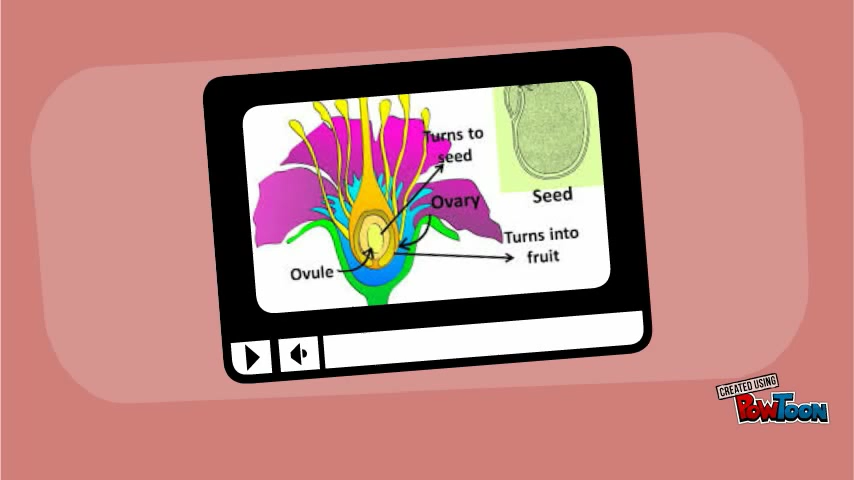 Turns to
seed
Ovary
Seed
Turns into
fruit
Ovule
CREATED USING
PowToon